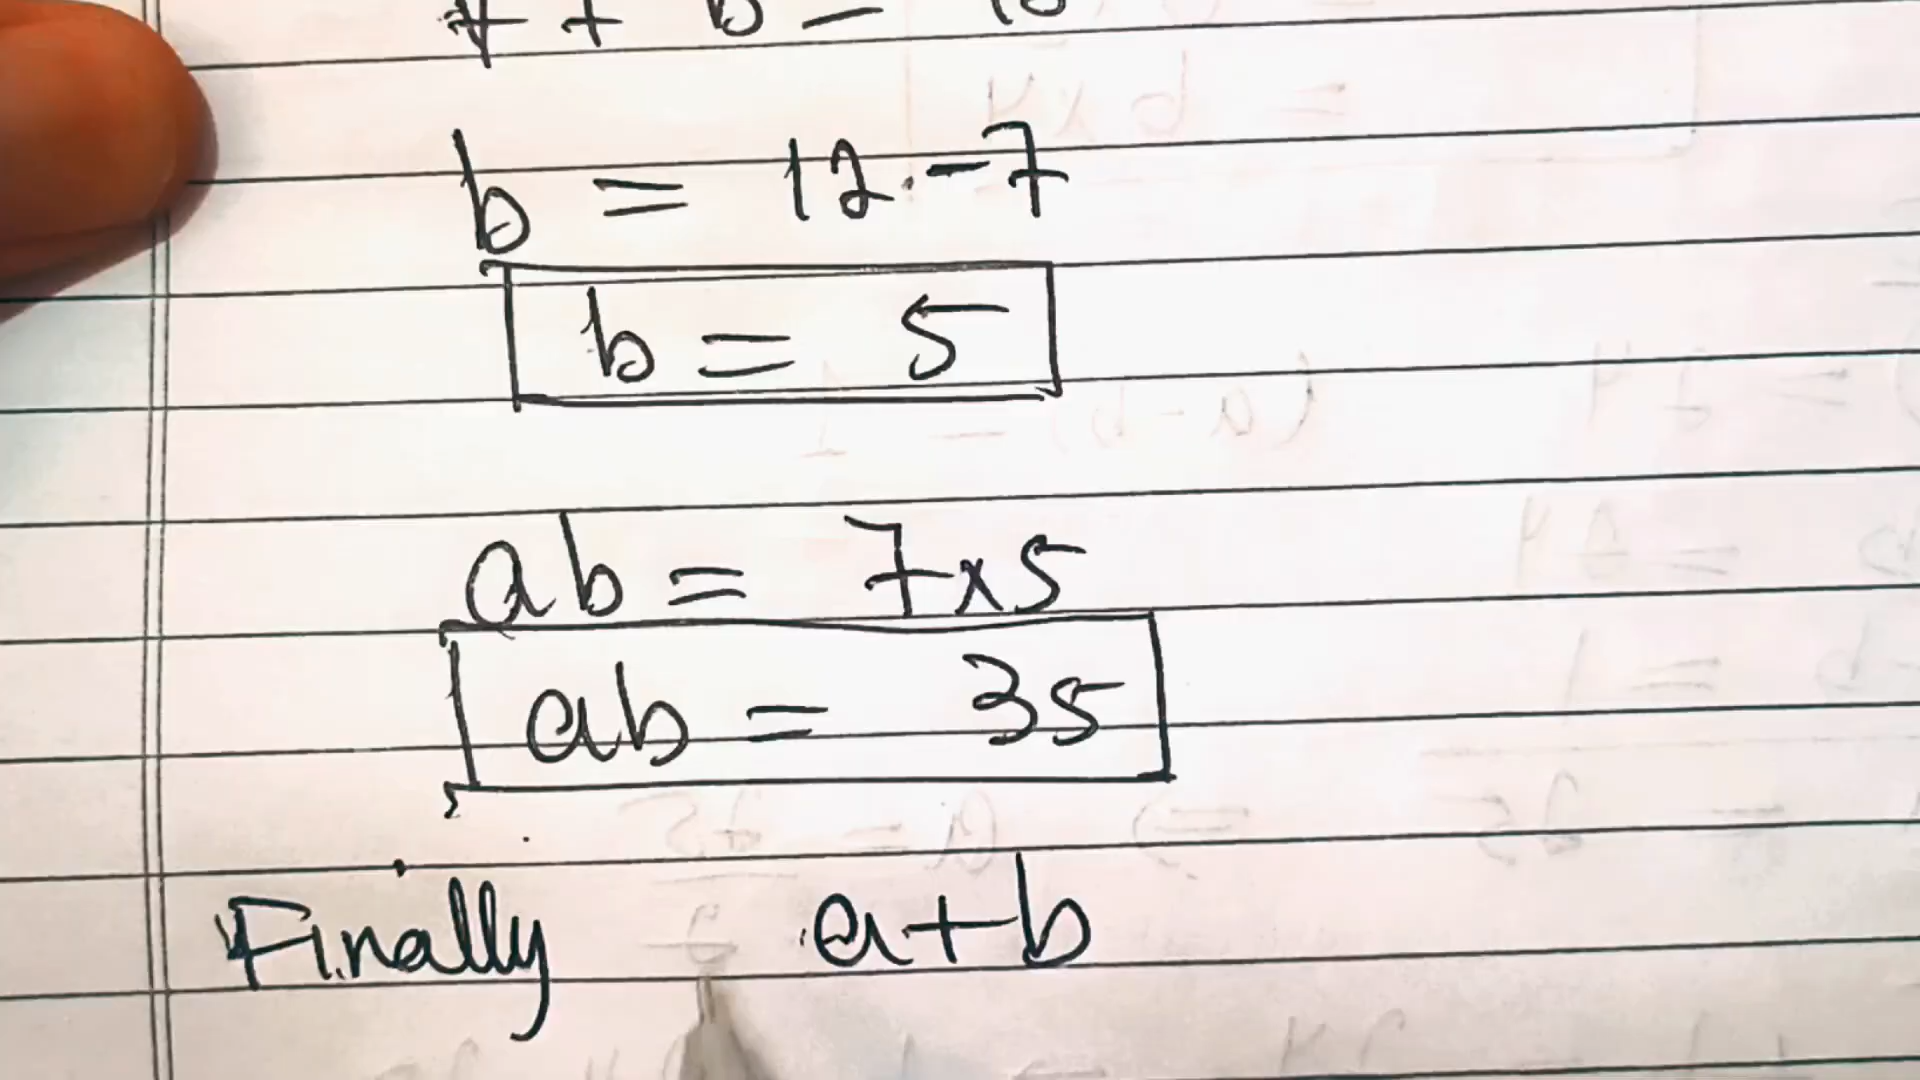 b = 12 - 7
b = 5
ab = 7x5
ab = 35
Finally a+b